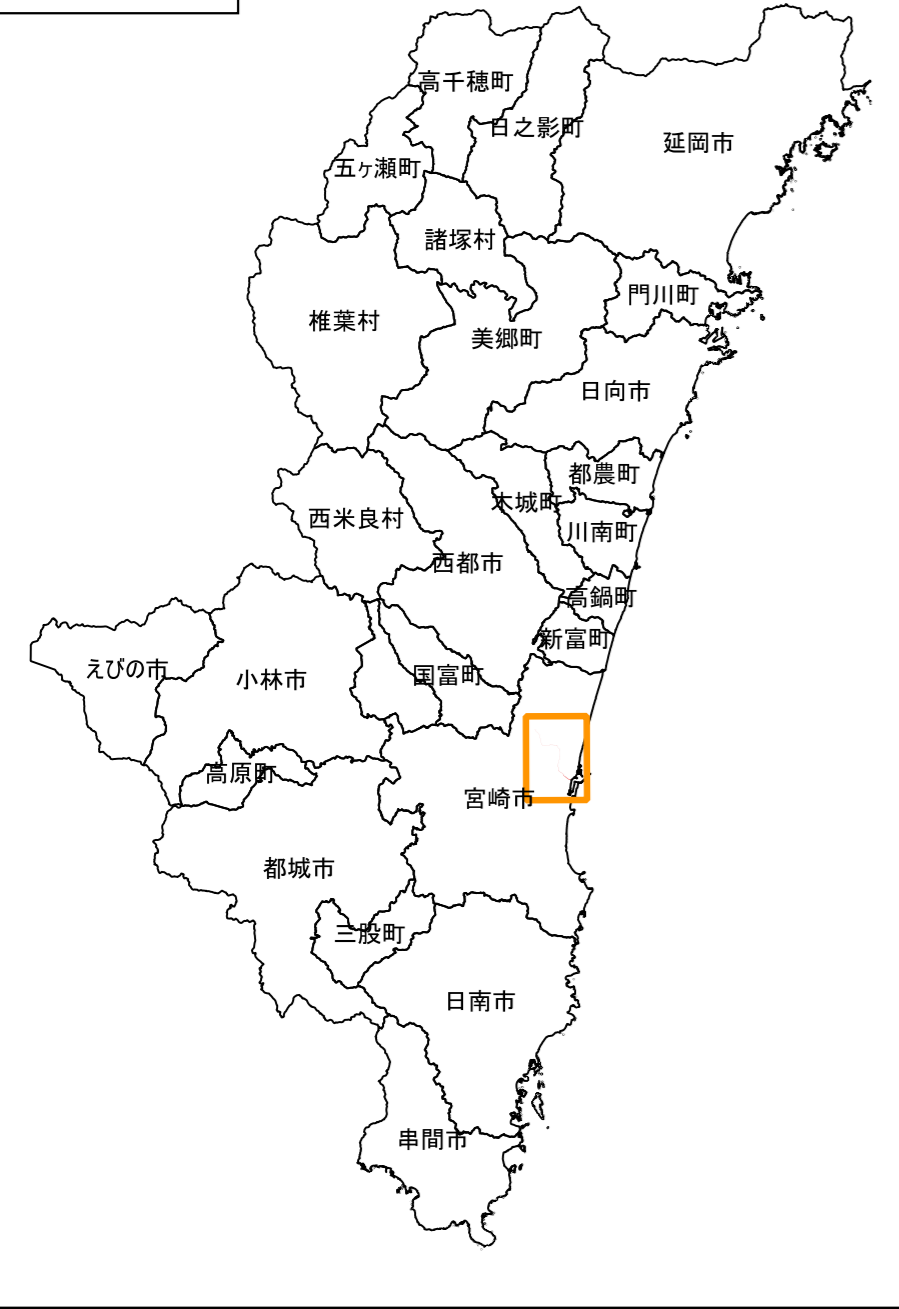 高千穂町
日之影町
延岡市
五ヶ瀬町
諸塚村
門川町
椎葉村
美郷町
日向市
都農町
木城町
西米良村
川南町
西都市
高鍋町
新富町
えびの市
国富町
小林市
高原町
宮崎市
都城市
三股町
日南市
串間市